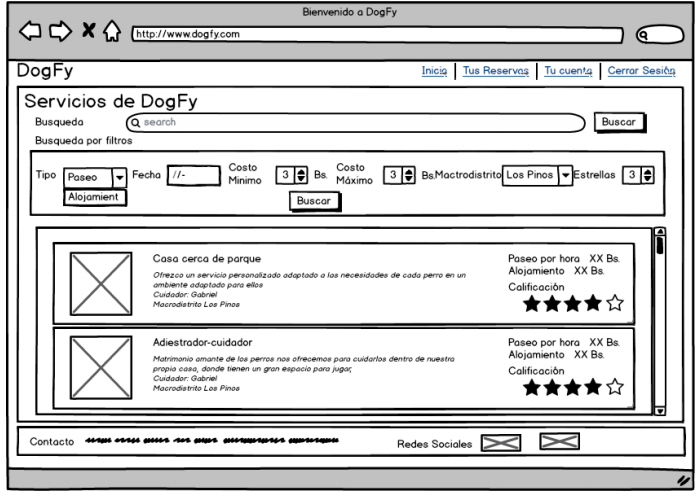 Bienvenido a DogFy
http://www.dogfy.com
DogFy
Inicio Tus Reservas Tu cuenta Cerrar Sesión
Servicios de DogFy
Busqueda search Buscar
Busqueda por filtros
Tipo Paseo Fecha //- Costo Minimo 3 Bs. Costo Máximo 3 Bs. Mactrodistrito Los Pinos Estrellas 3
Alojamient Buscar
Casa cerca de parque
Ofrezco un servicio personalizado adaptado a las necesidades de cada perro en un
ambiente adaptado para ellos
Cuidador: Gabriel
Macrodistrito Los Pinos
Paseo por hora XX Bs.
Alojamiento XX Bs.
Calificación
Adiestrador-cuidador
Matrimonio amante de los perros nos ofrecemos para cuidarlos dentro de nuestra
propia casa, donde tienen un gran espacio para jugar,
Cuidador: Gabriel
Macrodistrito Los Pinos
Paseo por hora XX Bs.
Alojamiento XX Bs.
Calificación
Contacto
Redes Sociales